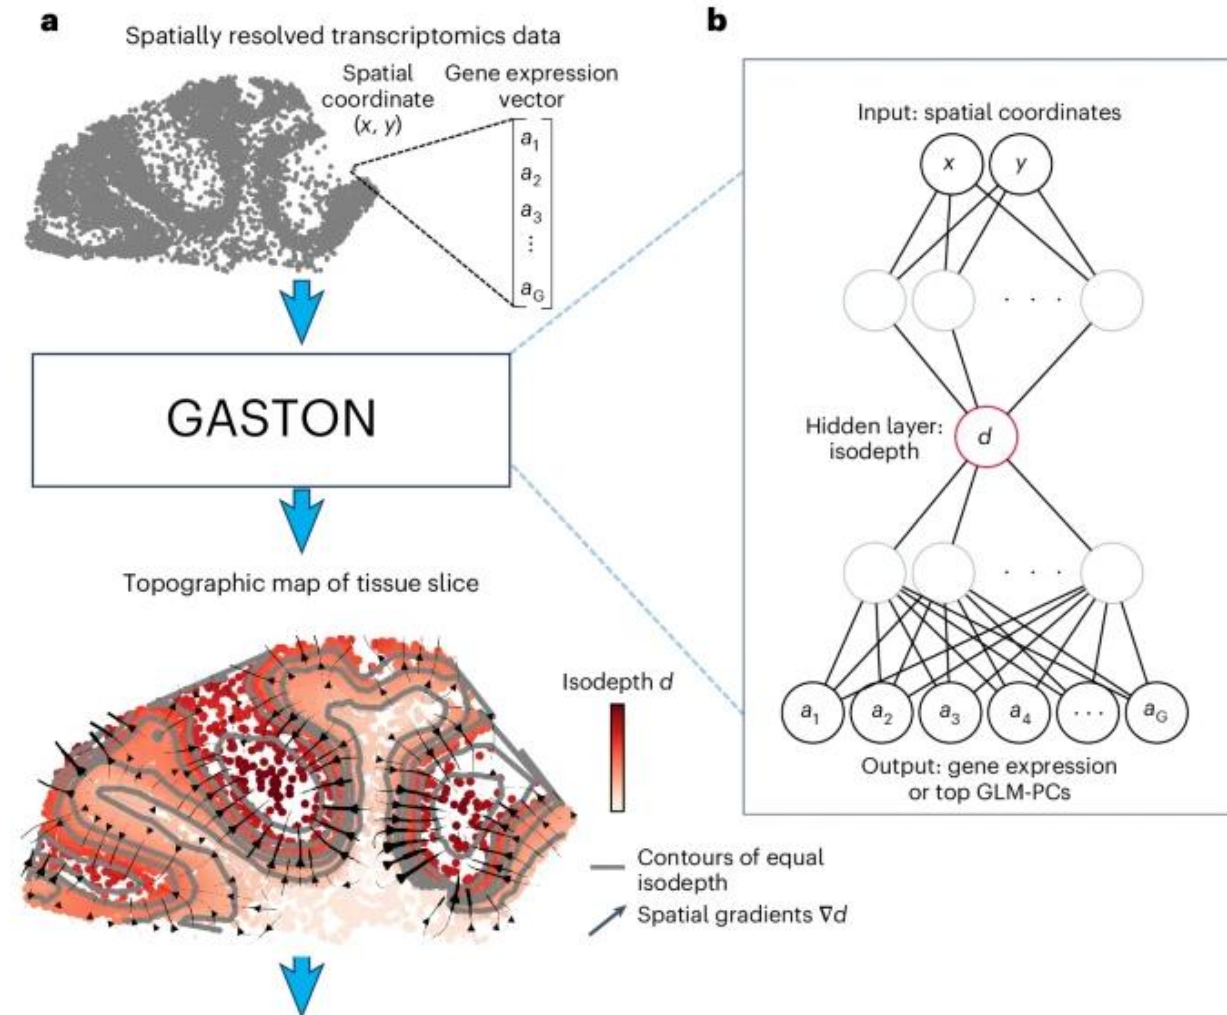 a
Spatially resolved transcriptomics data
Spatial
coordinate
(x, y)
Gene expression
vector
a1
a2
a3
⋮
aG
GASTON
Topographic map of tissue slice
Isodepth d
Contours of equal
isodepth
Spatial gradients ∇d
b
Input: spatial coordinates
x y
. . .
Hidden layer:
isodepth
d
. . .
a1 a2 a3 a4 ... aG
Output: gene expression
or top GLM-PCs